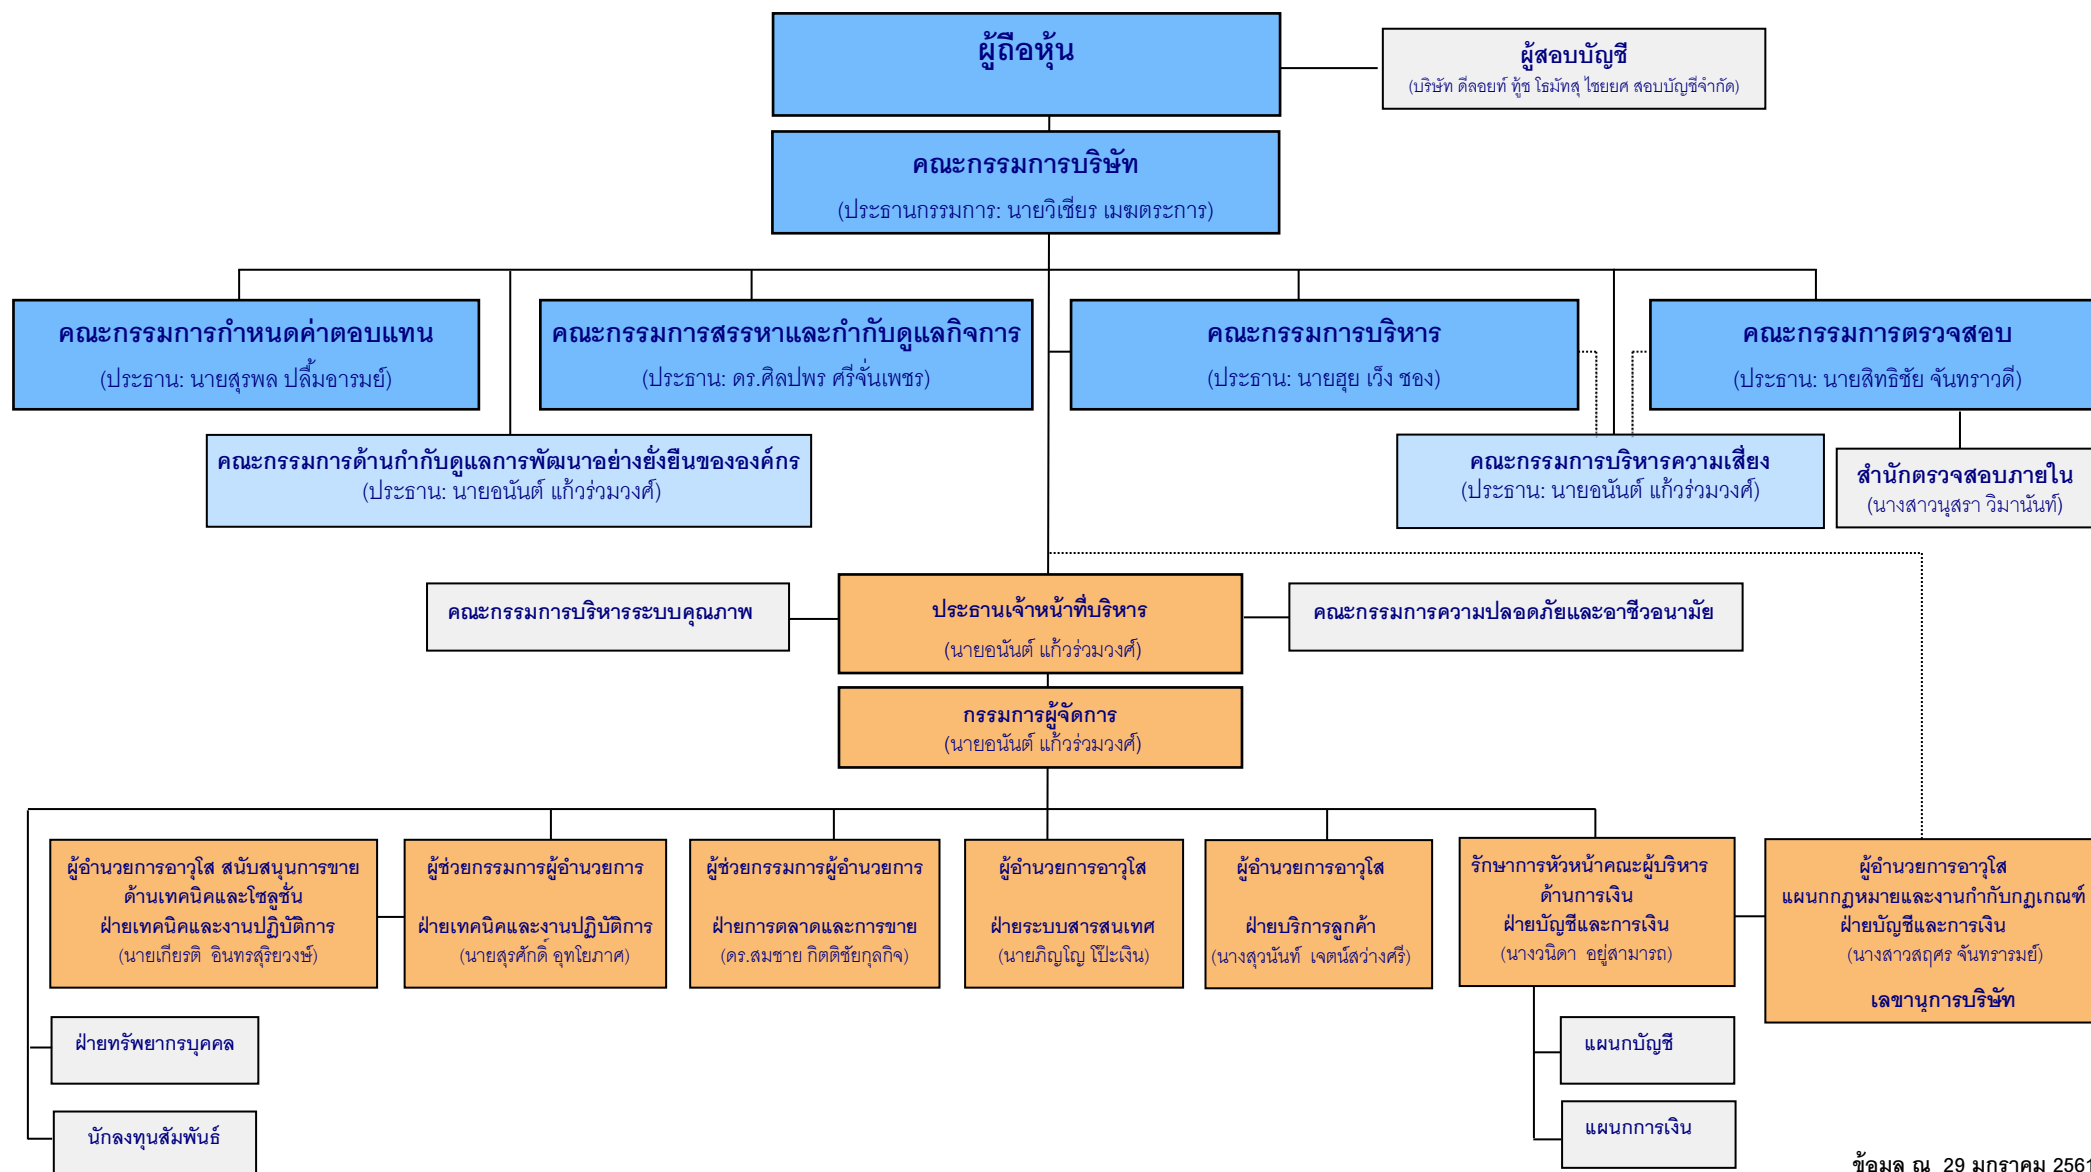 ผู้ถือหุ้น
ผู้สอบบัญชี
(บริษัท ดีลอยท์ ทู้ช โธมัทสุ ไชยยศ สอบบัญชีจำกัด)
คณะกรรมการบริษัท
(ประธานกรรมการ: นายวิเชียร เมฆตระการ)
คณะกรรมการกำหนดค่าตอบแทน
(ประธาน: นายสุรพล ปลื้มอารมย์)
คณะกรรมการสรรหาและกำกับดูแลกิจการ
(ประธาน: ดร.ศิลปพร ศรีจั่นเพชร)
คณะกรรมการบริหาร
(ประธาน: นายฮุย เว็ง ชอง)
คณะกรรมการตรวจสอบ
(ประธาน: นายสิทธิชัย จันทราวดี)
คณะกรรมการด้านกำกับดูแลการพัฒนาอย่างยั่งยืนขององค์กร
(ประธาน: นายอนันต์ แก้วร่วมวงศ์)
คณะกรรมการบริหารความเสี่ยง
(ประธาน: นายอนันต์ แก้วร่วมวงศ์)
สำนักตรวจสอบภายใน
(นางสาวนุสรา วิมานันท์)
คณะกรรมการบริหารระบบคุณภาพ
ประธานเจ้าหน้าที่บริหาร
(นายอนันต์ แก้วร่วมวงศ์)
คณะกรรมการความปลอดภัยและอาชีวอนามัย
กรรมการผู้จัดการ
(นายอนันต์ แก้วร่วมวงศ์)
ผู้อำนวยการอาวุโส สนับสนุนการขาย
ด้านเทคนิคและโซลูชั่น
ฝ่ายเทคนิคและงานปฏิบัติการ
(นายเกียรติ อินทรสุริยวงษ์)
ผู้ช่วยกรรมการผู้อำนวยการ
ฝ่ายเทคนิคและงานปฏิบัติการ
(นายสุรศักดิ์ อุทโยภาศ)
ผู้ช่วยกรรมการผู้อำนวยการ
ฝ่ายการตลาดและการขาย
(ดร.สมชาย กิตติชัยกุลกิจ)
ผู้อำนวยการอาวุโส
ฝ่ายระบบสารสนเทศ
(นายภิญโญ โป๊ะเงิน)
ผู้อำนวยการอาวุโส
ฝ่ายบริการลูกค้า
(นางสุวนันท์ เจตน์สว่างศรี)
รักษาการหัวหน้าคณะผู้บริหาร
ด้านการเงิน
ฝ่ายบัญชีและการเงิน
(นางวนิดา อยู่สามารถ)
ผู้อำนวยการอาวุโส
แผนกกฎหมายและงานกำกับกฎเกณฑ์
ฝ่ายบัญชีและการเงิน
(นางสาวสฤศร จันทรารมย์)
เลขานุการบริษัท
ฝ่ายทรัพยากรบุคคล
นักลงทุนสัมพันธ์
แผนกบัญชี
แผนกการเงิน
ข้อมูล ณ 29 มกราคม 2561